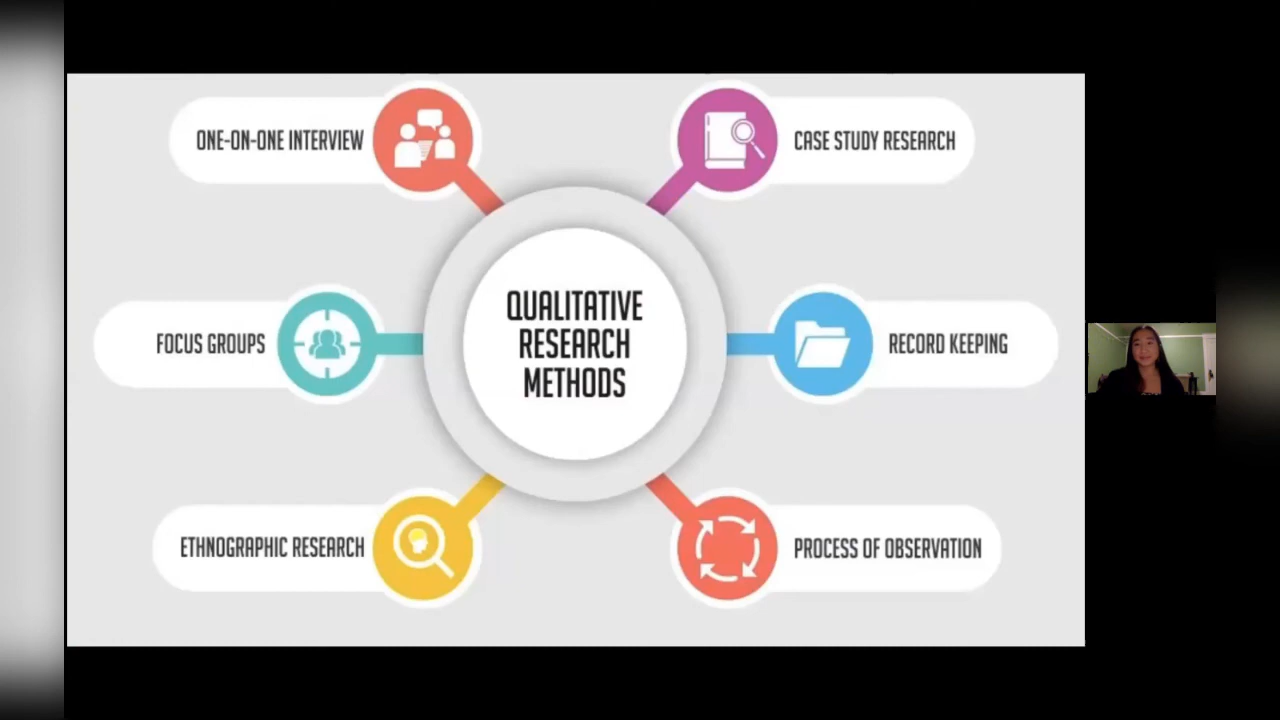 ONE-ON-ONE INTERVIEW
CASE STUDY RESEARCH
QUALITATIVE
RESEARCH
METHODS
FOCUS GROUPS
RECORD KEEPING
ETHNOGRAPHIC RESEARCH
PROCESS OF OBSERVATION